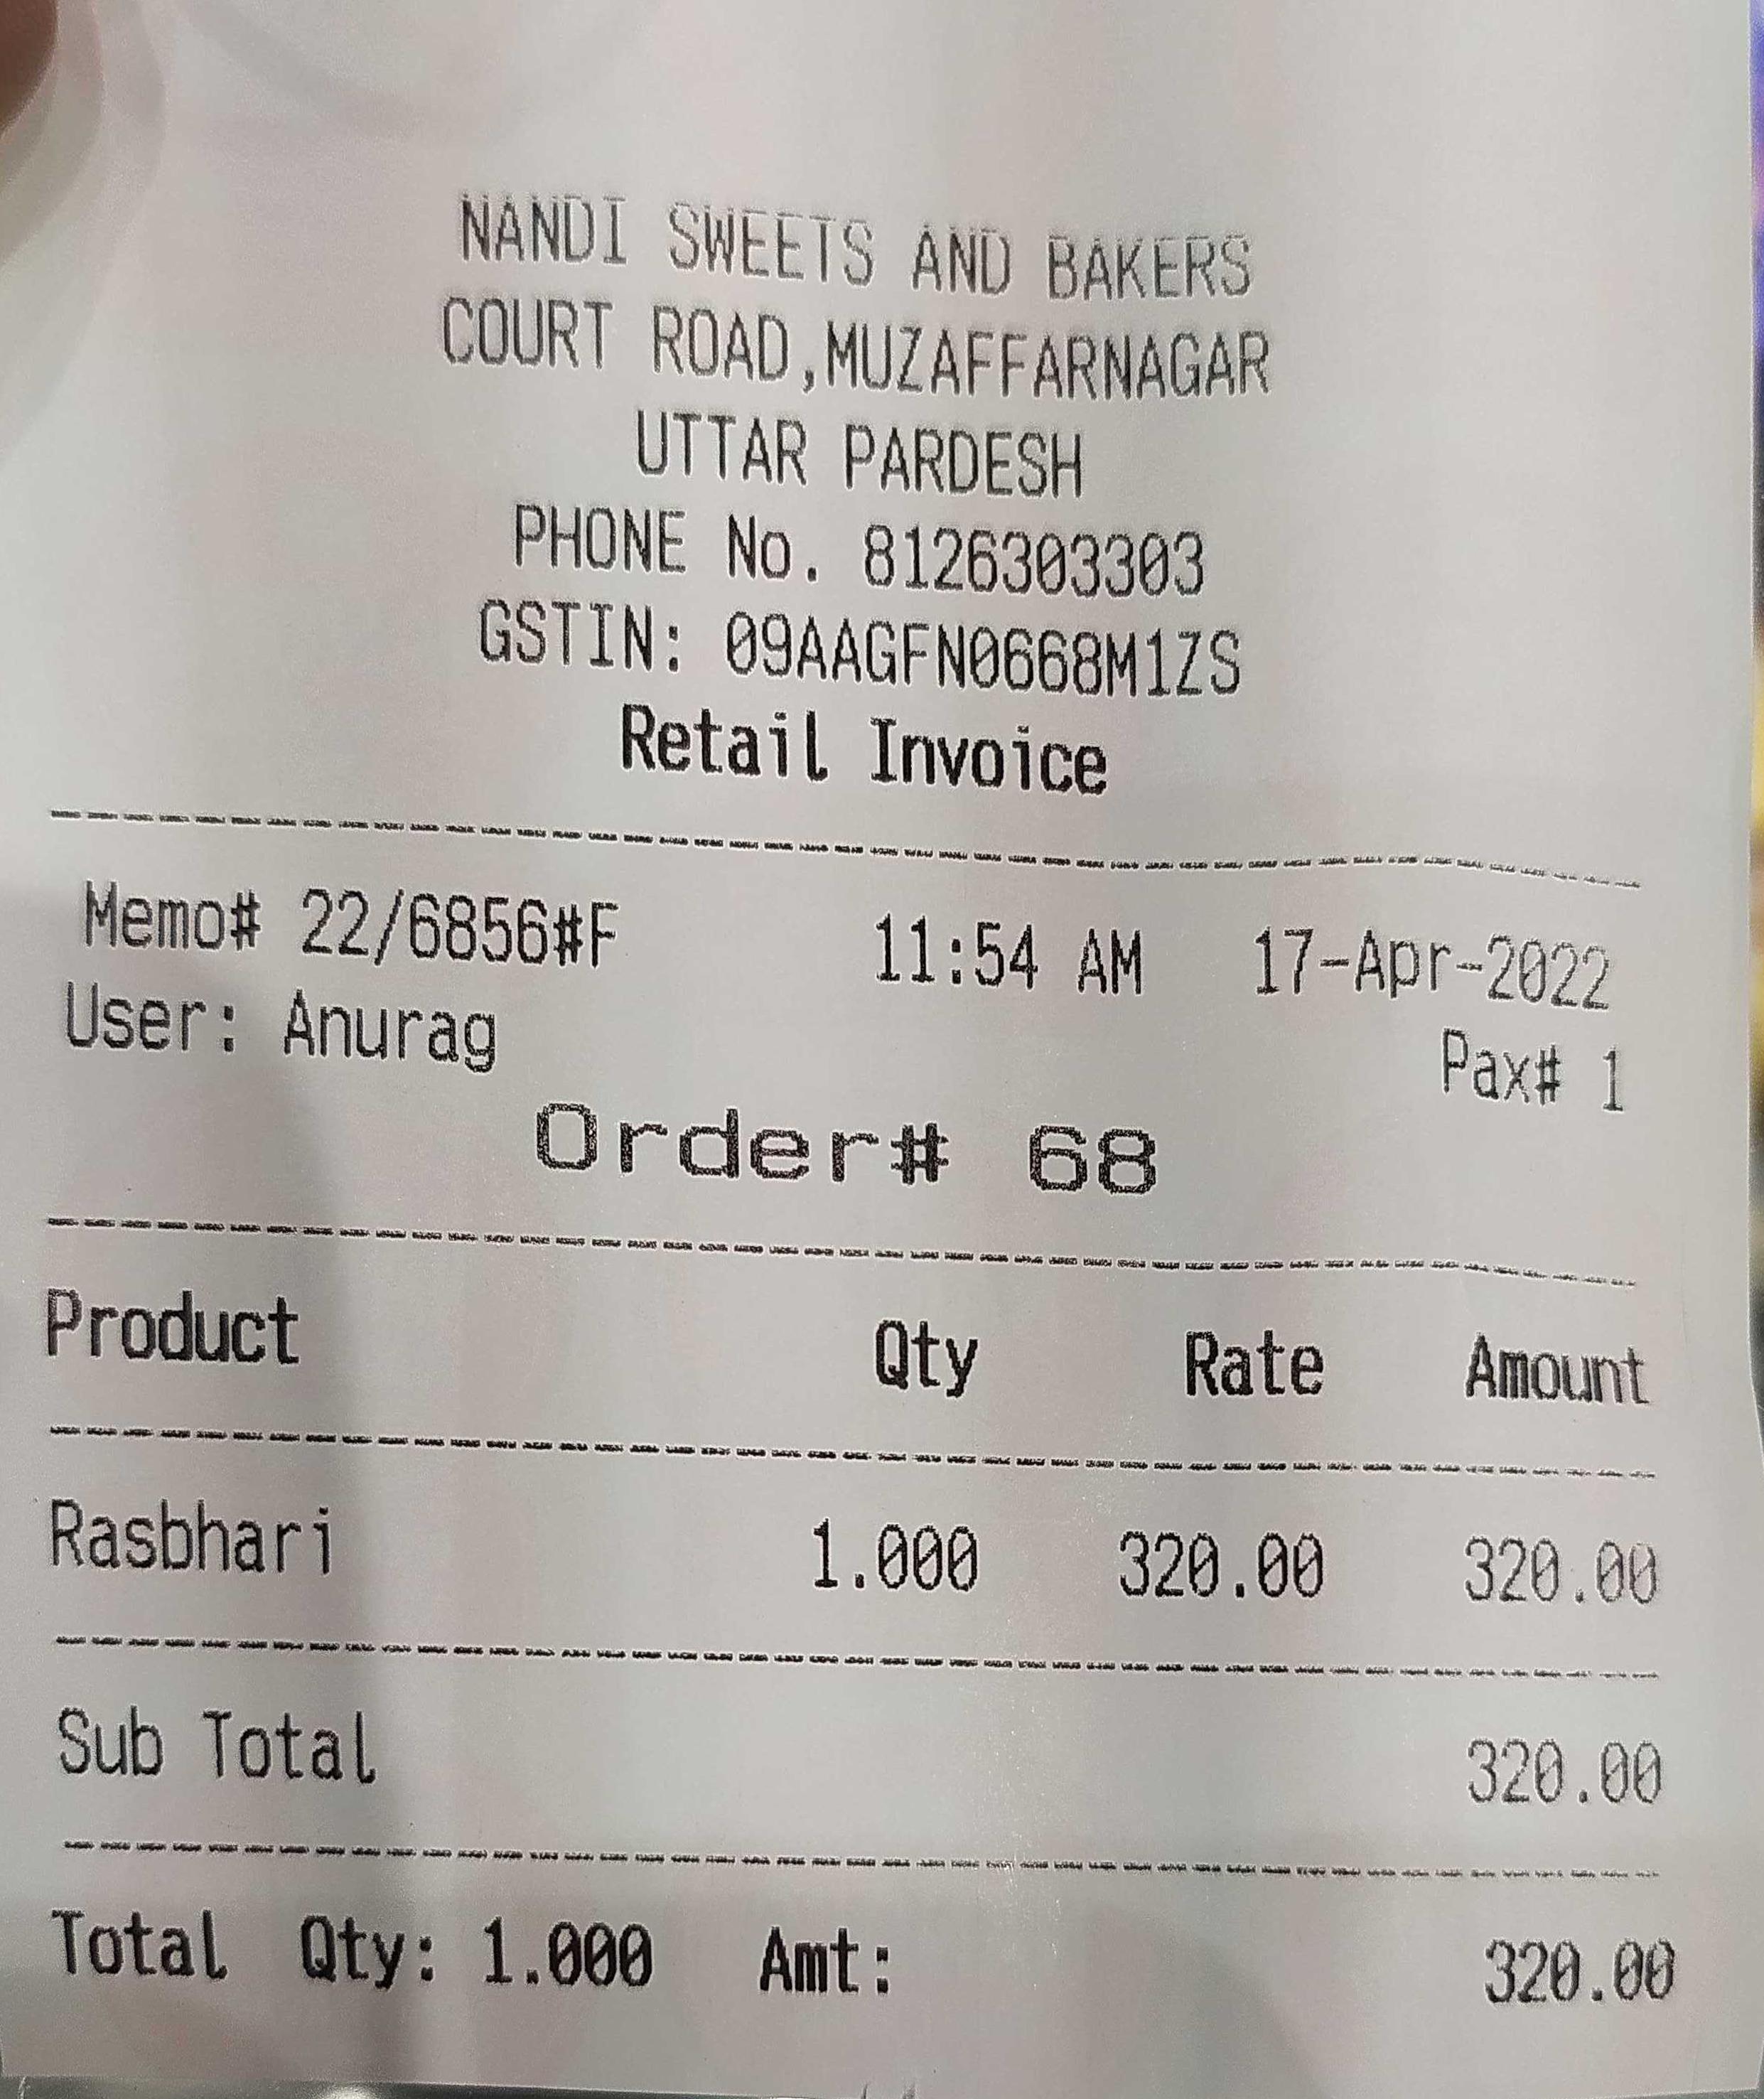 NANDI SWEETS AND BAKERS
COURT ROAD,MUZAFFARNAGAR
UTTAR PARDESH
PHONE No. 8126303303
GSTIN: 09AAGFN0668M1ZS
Retail Invoice
Memo# 22/6856#F 11:54 AM 17-Apr-2022
User: Anurag Pax# 1
Order# 68
Product Qty Rate Amount
Rasbhari 1.000 320.00 320.00
Sub Total 320.00
Total Qty: 1.000 Amt: 320.00